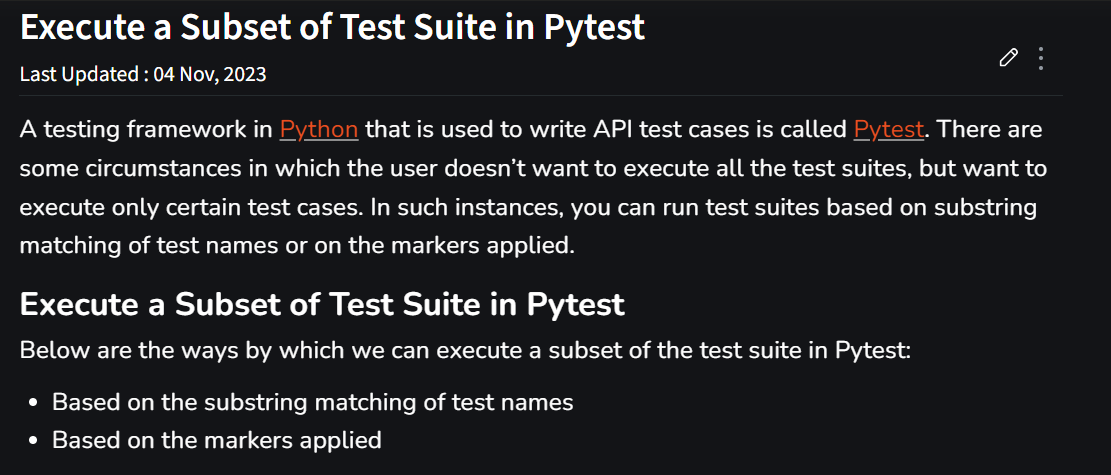 Execute a Subset of Test Suite in Pytest
Last Updated : 04 Nov, 2023
A testing framework in Python that is used to write API test cases is called Pytest. There are
some circumstances in which the user doesn’t want to execute all the test suites, but want to
execute only certain test cases. In such instances, you can run test suites based on substring
matching of test names or on the markers applied.
Execute a Subset of Test Suite in Pytest
Below are the ways by which we can execute a subset of the test suite in Pytest:
• Based on the substring matching of test names
• Based on the markers applied